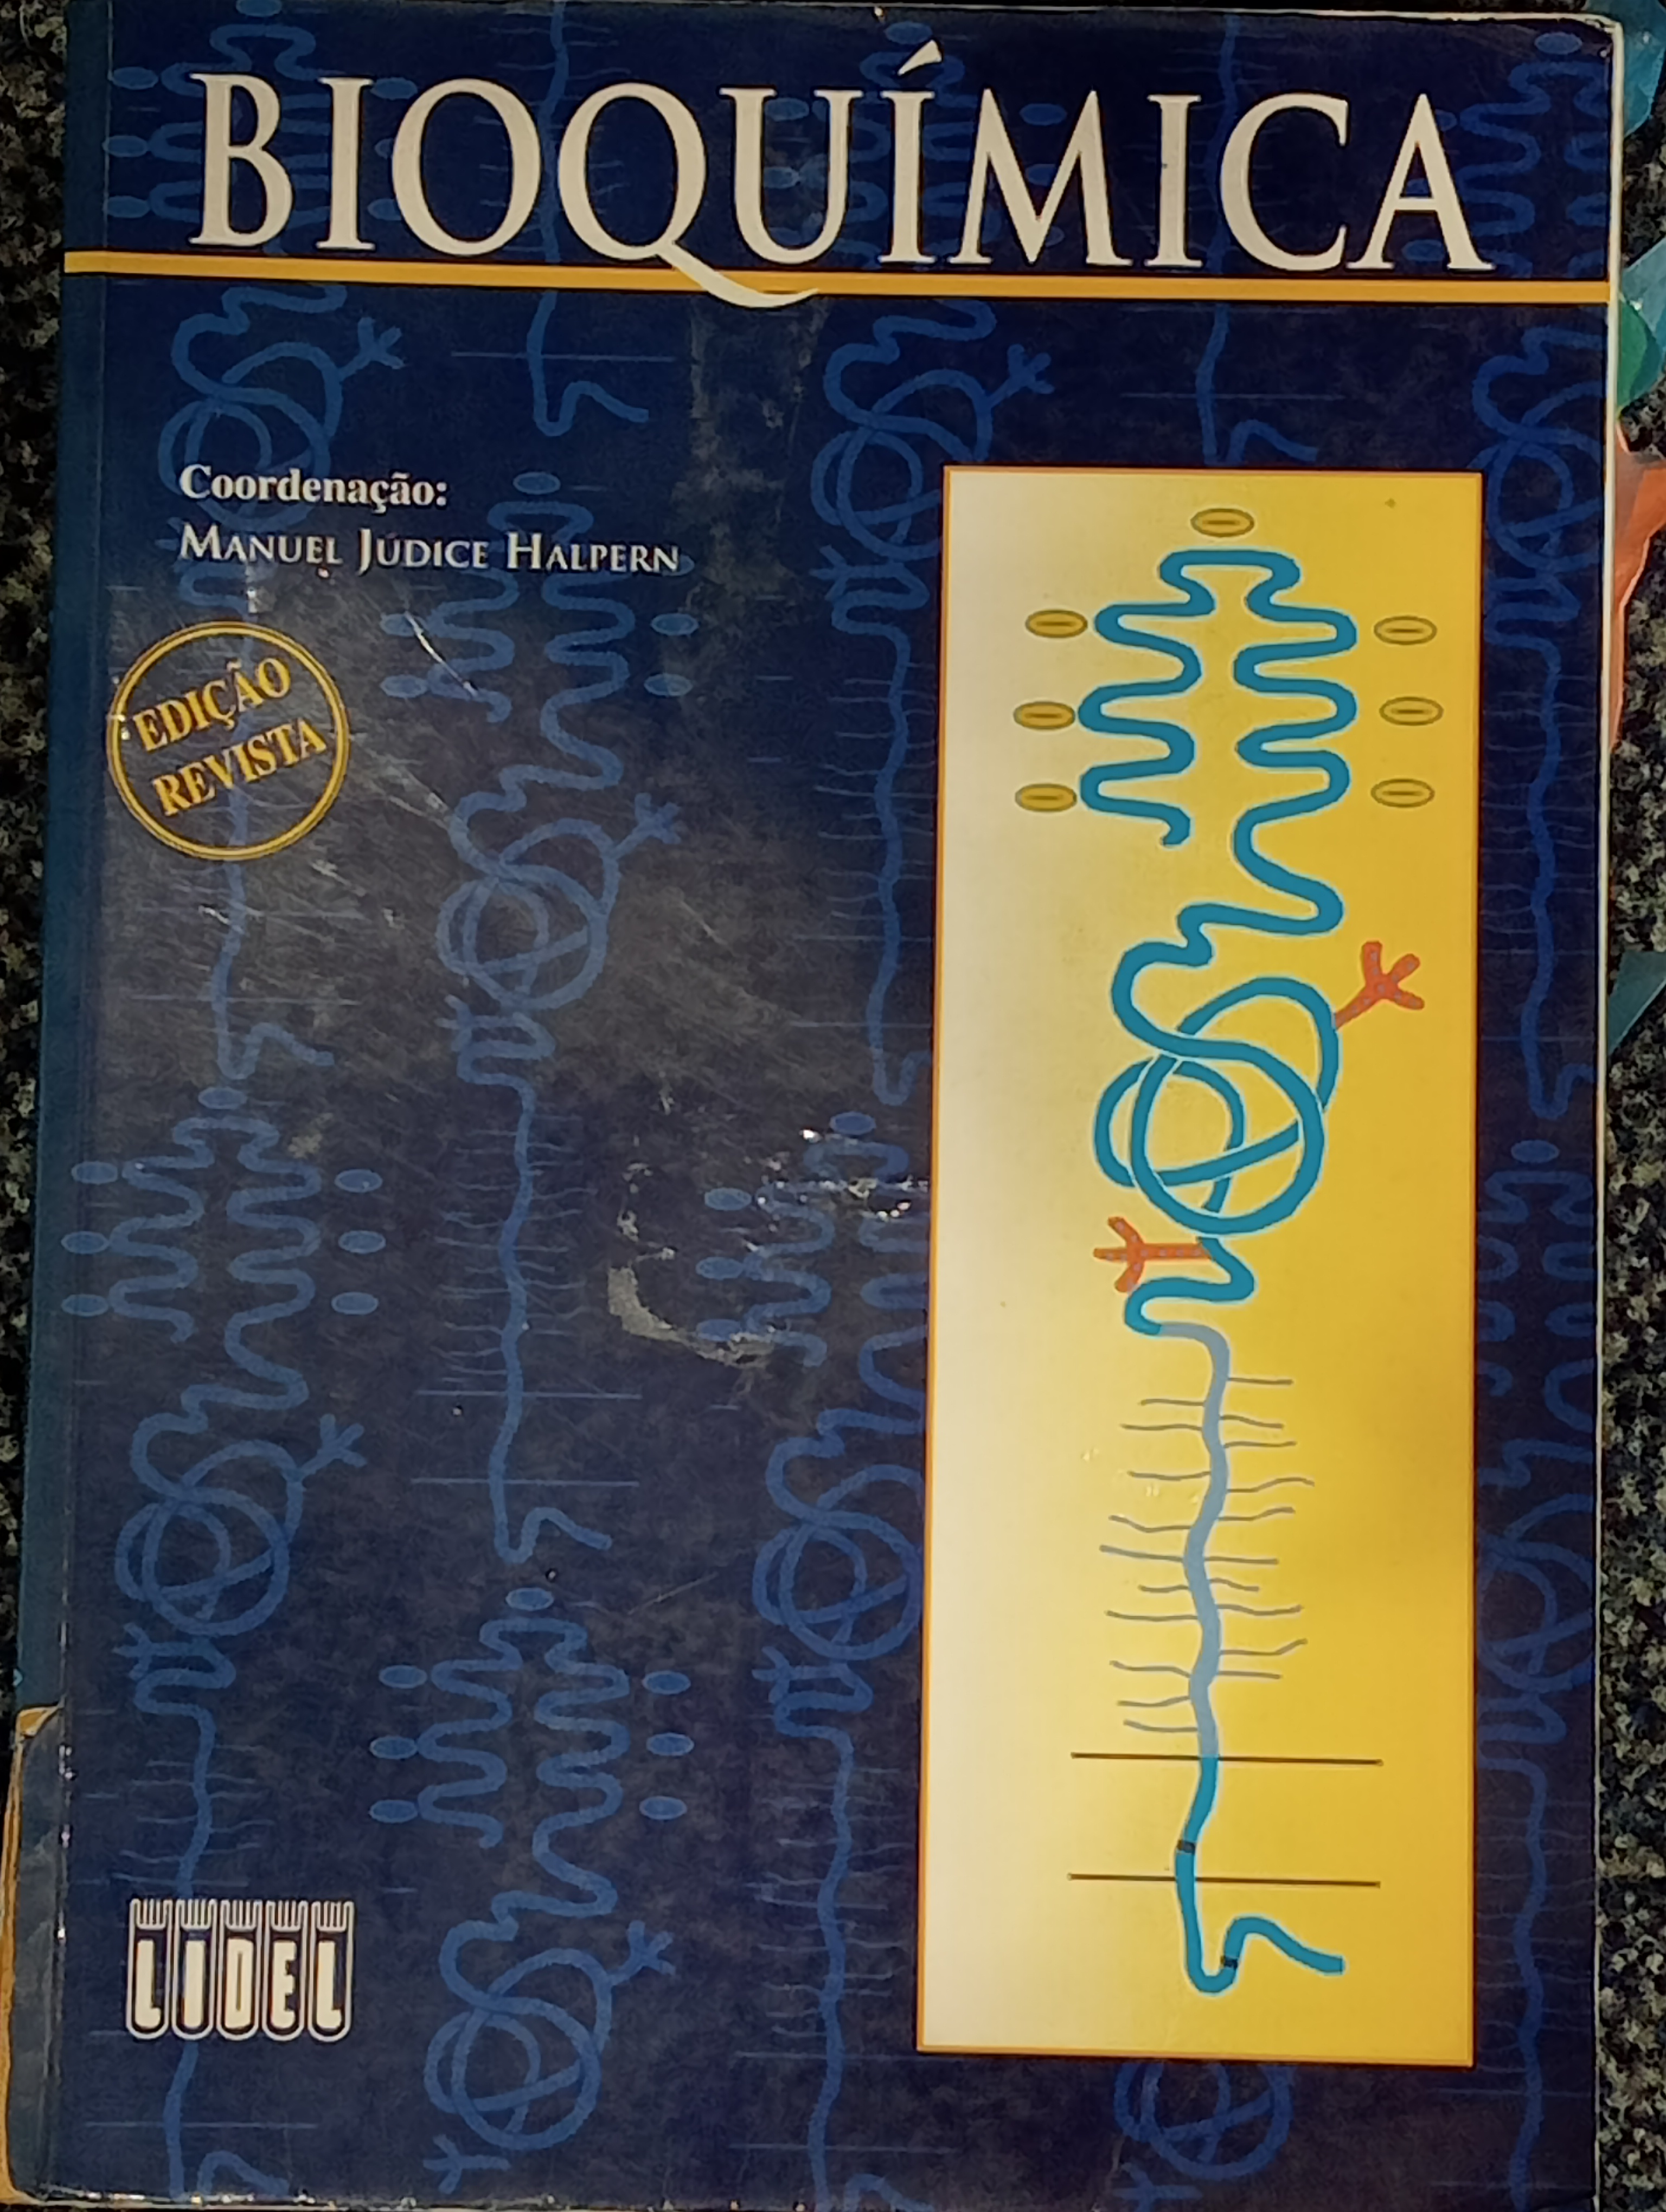 BIOQUÍMICA
Coordenação:
MANUEL JÚDICE HALPERN
EDIÇÃO
REVISTA
LIDEL